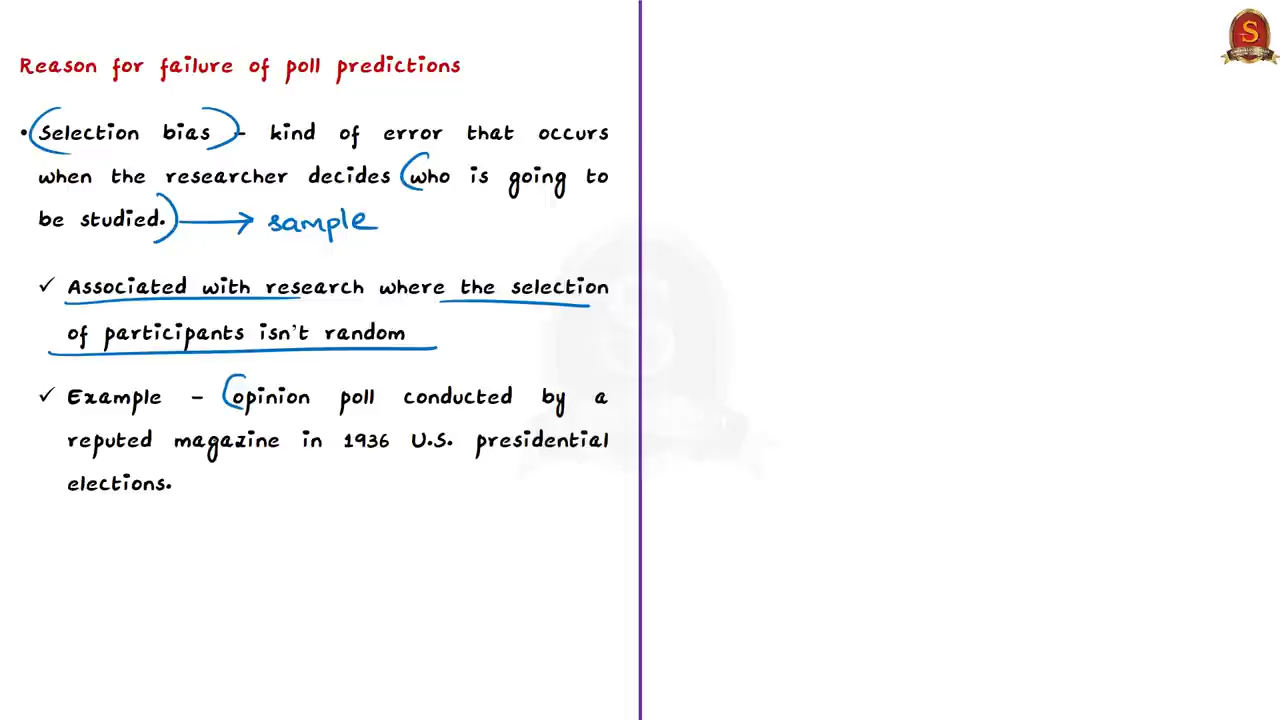 Reason for failure of poll predictions
• Selection bias - kind of error that occurs
when the researcher decides who is going to
be studied. → sample
✓ Associated with research where the selection
of participants isn't random
✓ Example - opinion poll conducted by a
reputed magazine in 1936 U.S. presidential
elections.
S